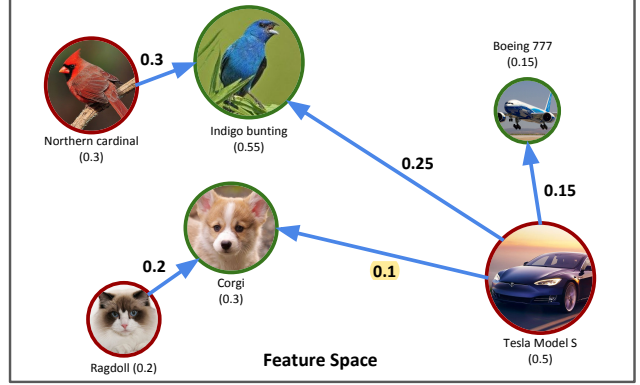 Boeing 777
(0.15)
0.3
Northern cardinal
(0.3)
Indigo bunting
(0.55)
0.25
0.15
0.2
Corgi
(0.3)
0.1
Ragdoll (0.2)
Feature Space
Tesla Model S
(0.5)